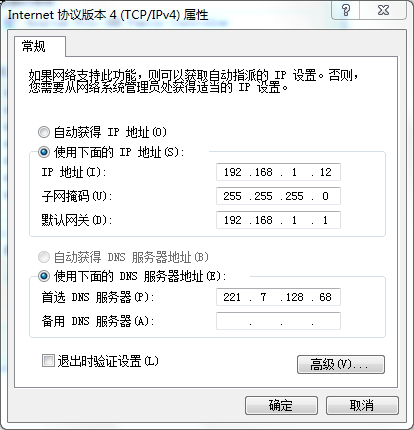 Internet 协议版本 4 (TCP/IPv4) 属性
常规
如果网络支持此功能，则可以获取自动指派的 IP 设置。否则，
您需要从网络系统管理员处获得适当的 IP 设置。
自动获得 IP 地址(O)
使用下面的 IP 地址(S):
IP 地址(I): 192 .168 . 1 .12
子网掩码(U): 255 .255 .255 . 0
默认网关(D): 192 .168 . 1 . 1
自动获得 DNS 服务器地址(B)
使用下面的 DNS 服务器地址(E):
首选 DNS 服务器(P): 221 . 7 .128 .68
备用 DNS 服务器(A): . . .
退出时验证设置(L)
高级(V)...
确定 取消